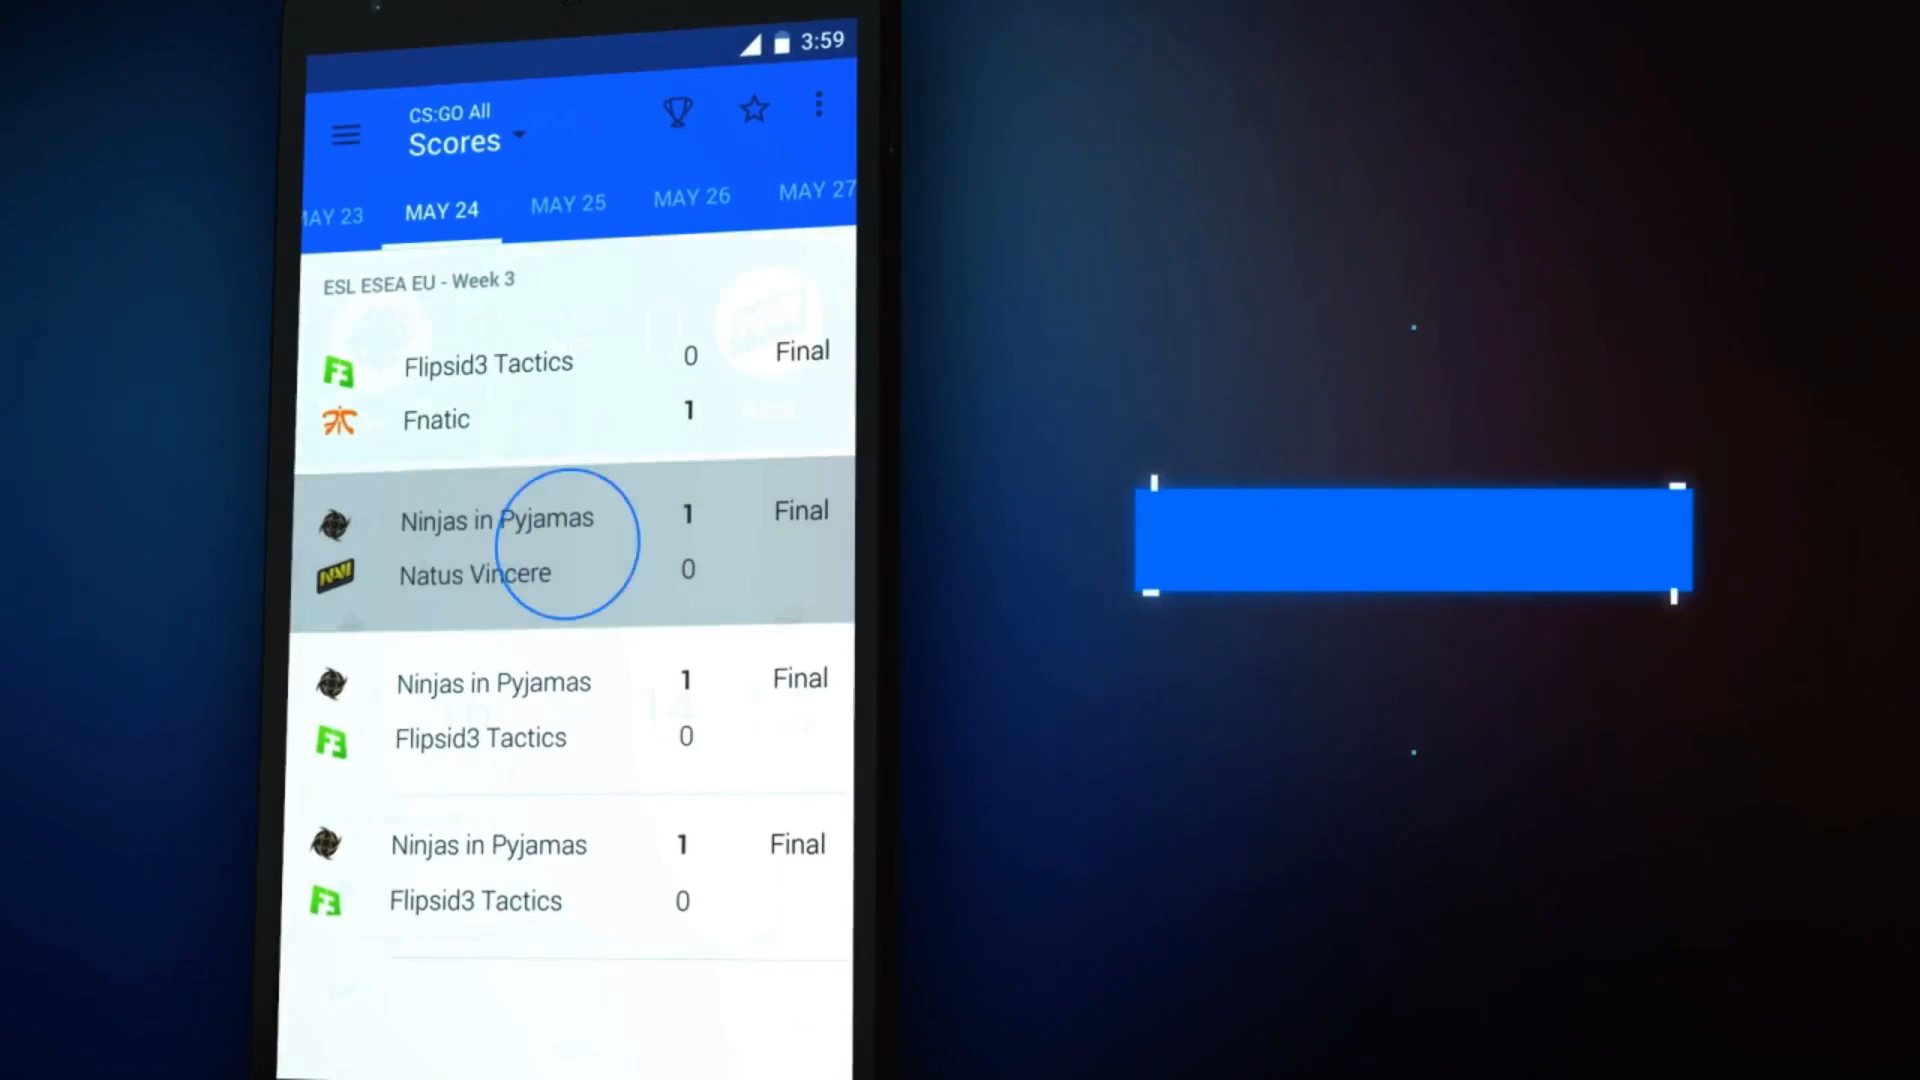 3:59
CS:GO All
Scores
MAY 23
MAY 24
MAY 25
MAY 26
MAY 27
ESL ESEA EU - Week 3
Flipsid3 Tactics 0 Final
Fnatic 1
Ninjas in Pyjamas 1 Final
Natus Vincere 0
Ninjas in Pyjamas 1 Final
Flipsid3 Tactics 0
Ninjas in Pyjamas 1 Final
Flipsid3 Tactics 0